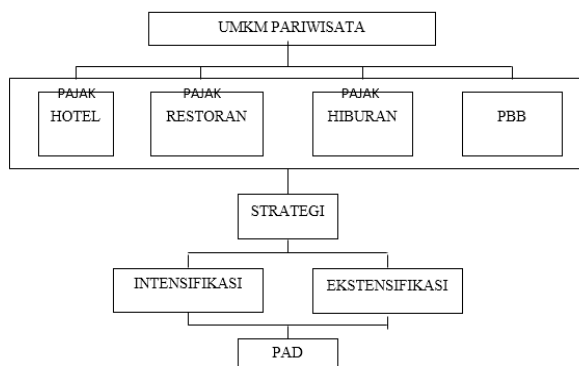 UMKM PARIWISATA
PAJAK
HOTEL
PAJAK
RESTORAN
PAJAK
HIBURAN
PBB
STRATEGI
INTENSIFIKASI
EKSTENSIFIKASI
PAD